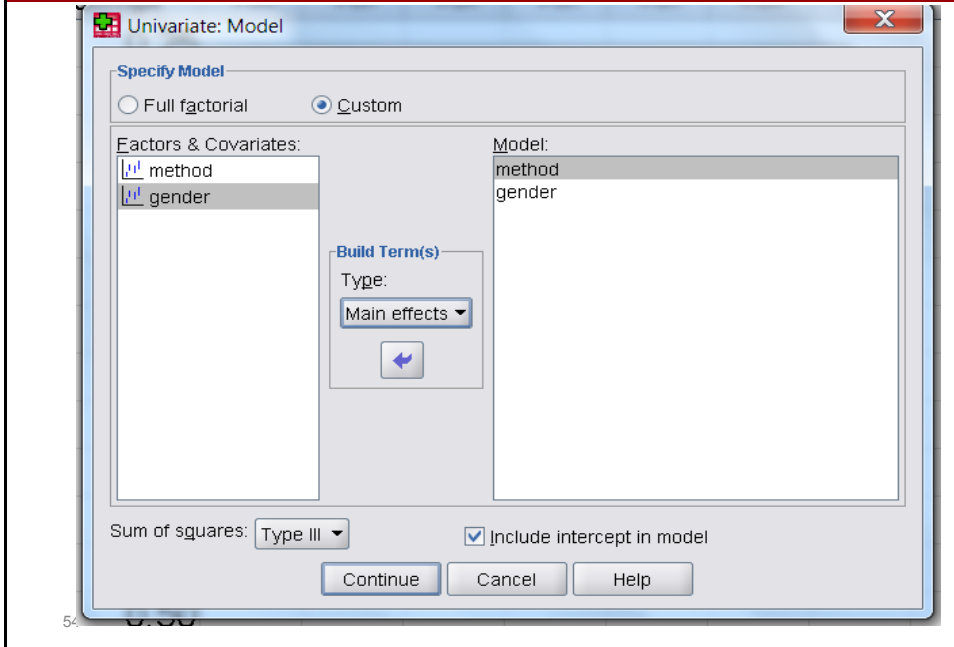 Univariate: Model
Specify Model
Full factorial Custom
Factors & Covariates: Model:
method method
gender gender
Build Term(s)
Type:
Main effects
Sum of squares: Type III Include intercept in model
Continue Cancel Help
54